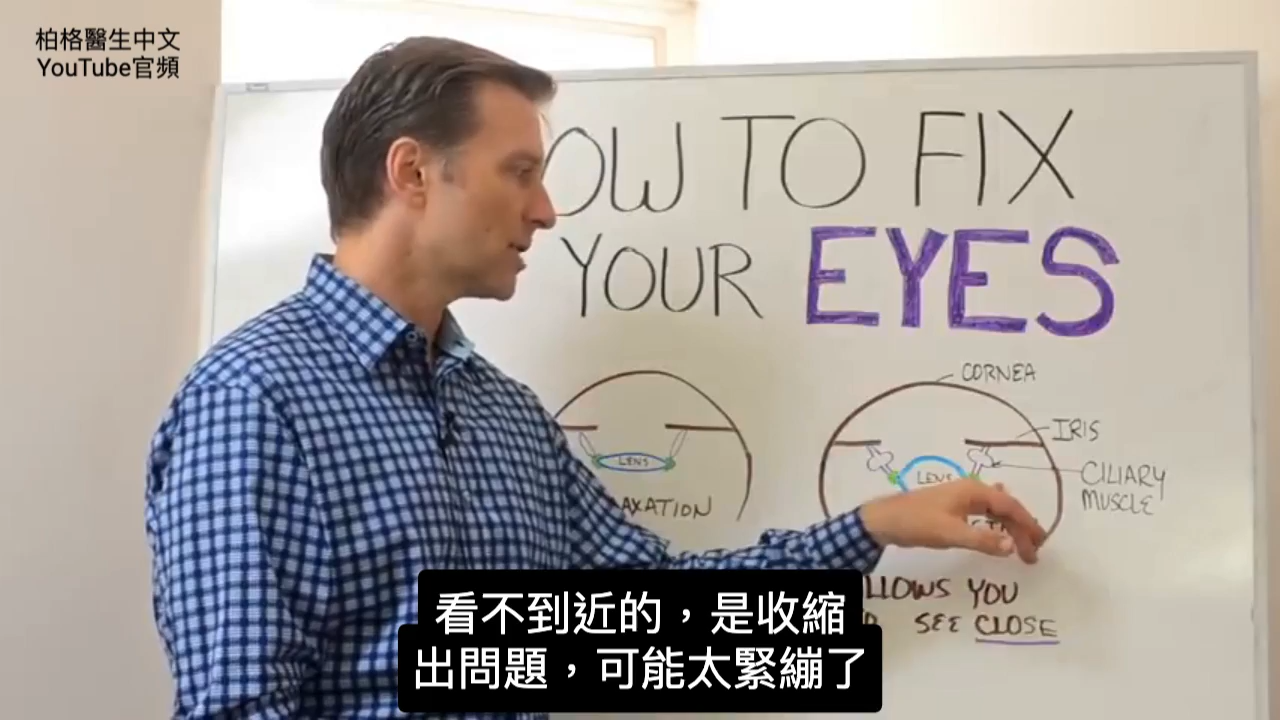 柏格醫生中文
YouTube官頻
OW TO FIX
YOUR EYES
CORNEA
IRIS
LENS
LENS
CILIARY
MUSCLE
AXATION
LLOWS YOU
SEE CLOSE
看不到近的，是收縮
出問題，可能太緊繃了